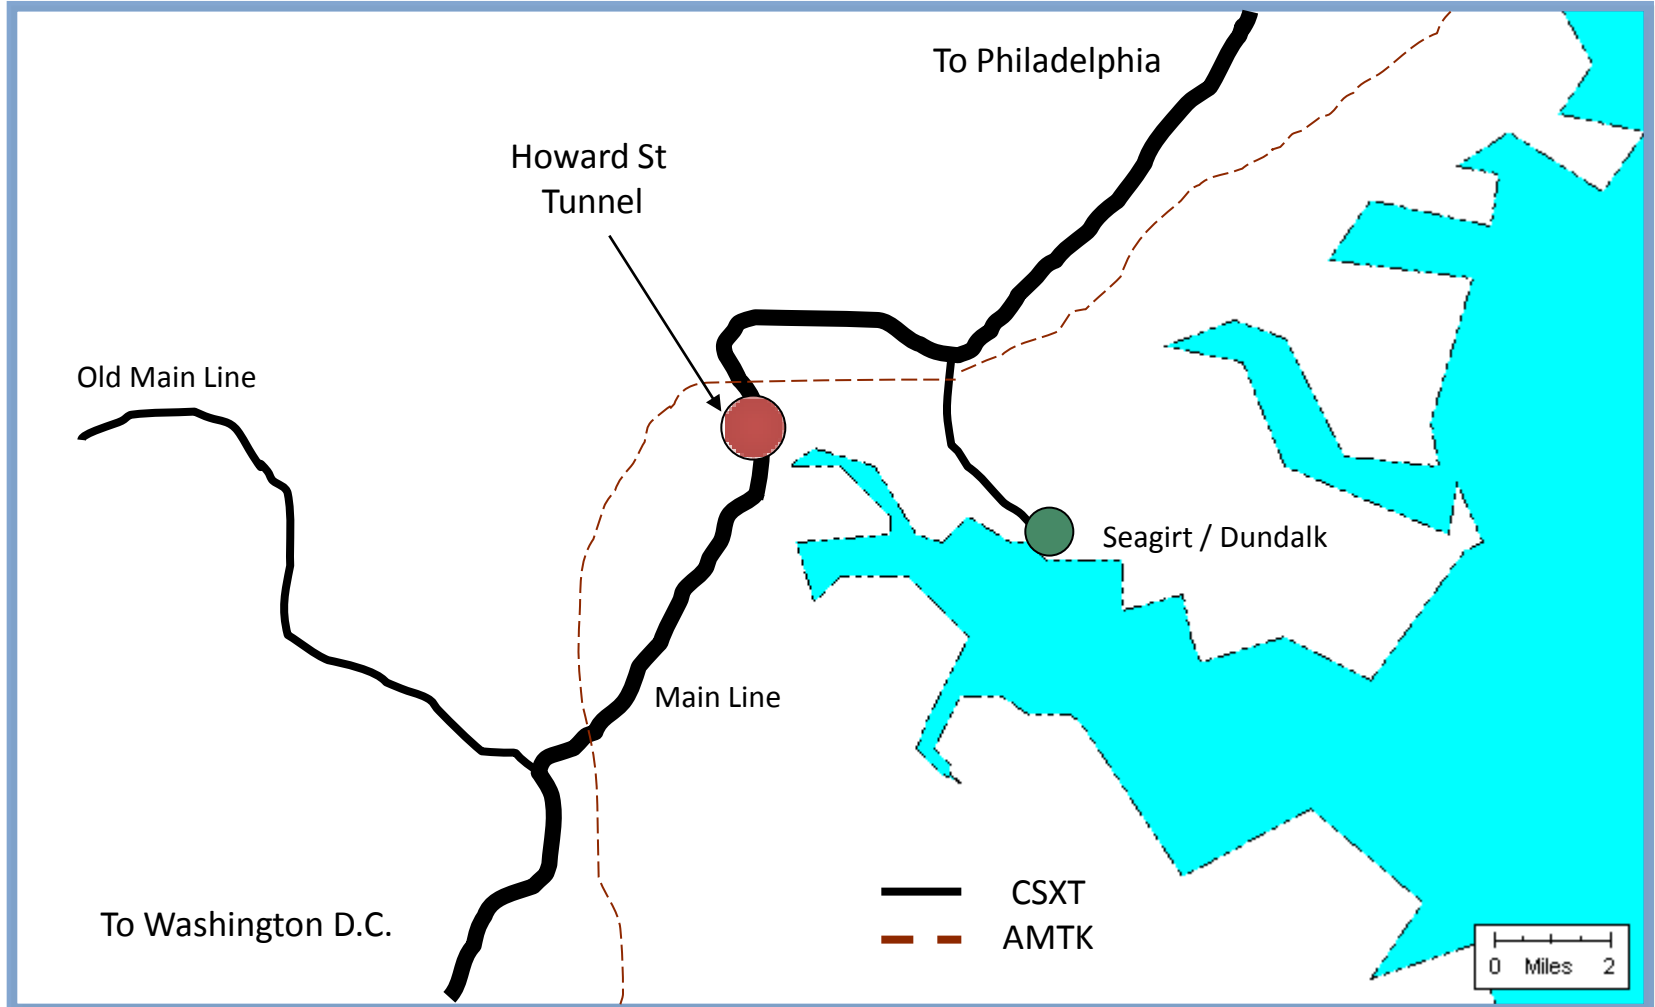 To Philadelphia
Howard St
Tunnel
Old Main Line
Seagirt / Dundalk
Main Line
To Washington D.C.
CSXT
AMTK
0 Miles 2